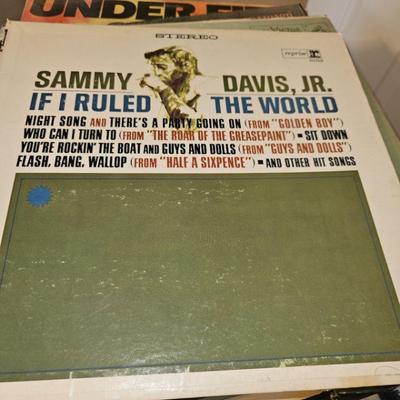 UNDER FI
STEREO
reprise
SAMMY DAVIS, JR.
IF I RULED THE WORLD
NIGHT SONG AND THERE'S A PARTY GOING ON (FROM "GOLDEN BOY")
WHO CAN I TURN TO (FROM "THE ROAR OF THE GREASEPAINT") • SIT DOWN
YOU'RE ROCKIN' THE BOAT AND GUYS AND DOLLS (FROM "GUYS AND DOLLS")
FLASH, BANG, WALLOP (FROM "HALF A SIXPENCE") • AND OTHER HIT SONGS